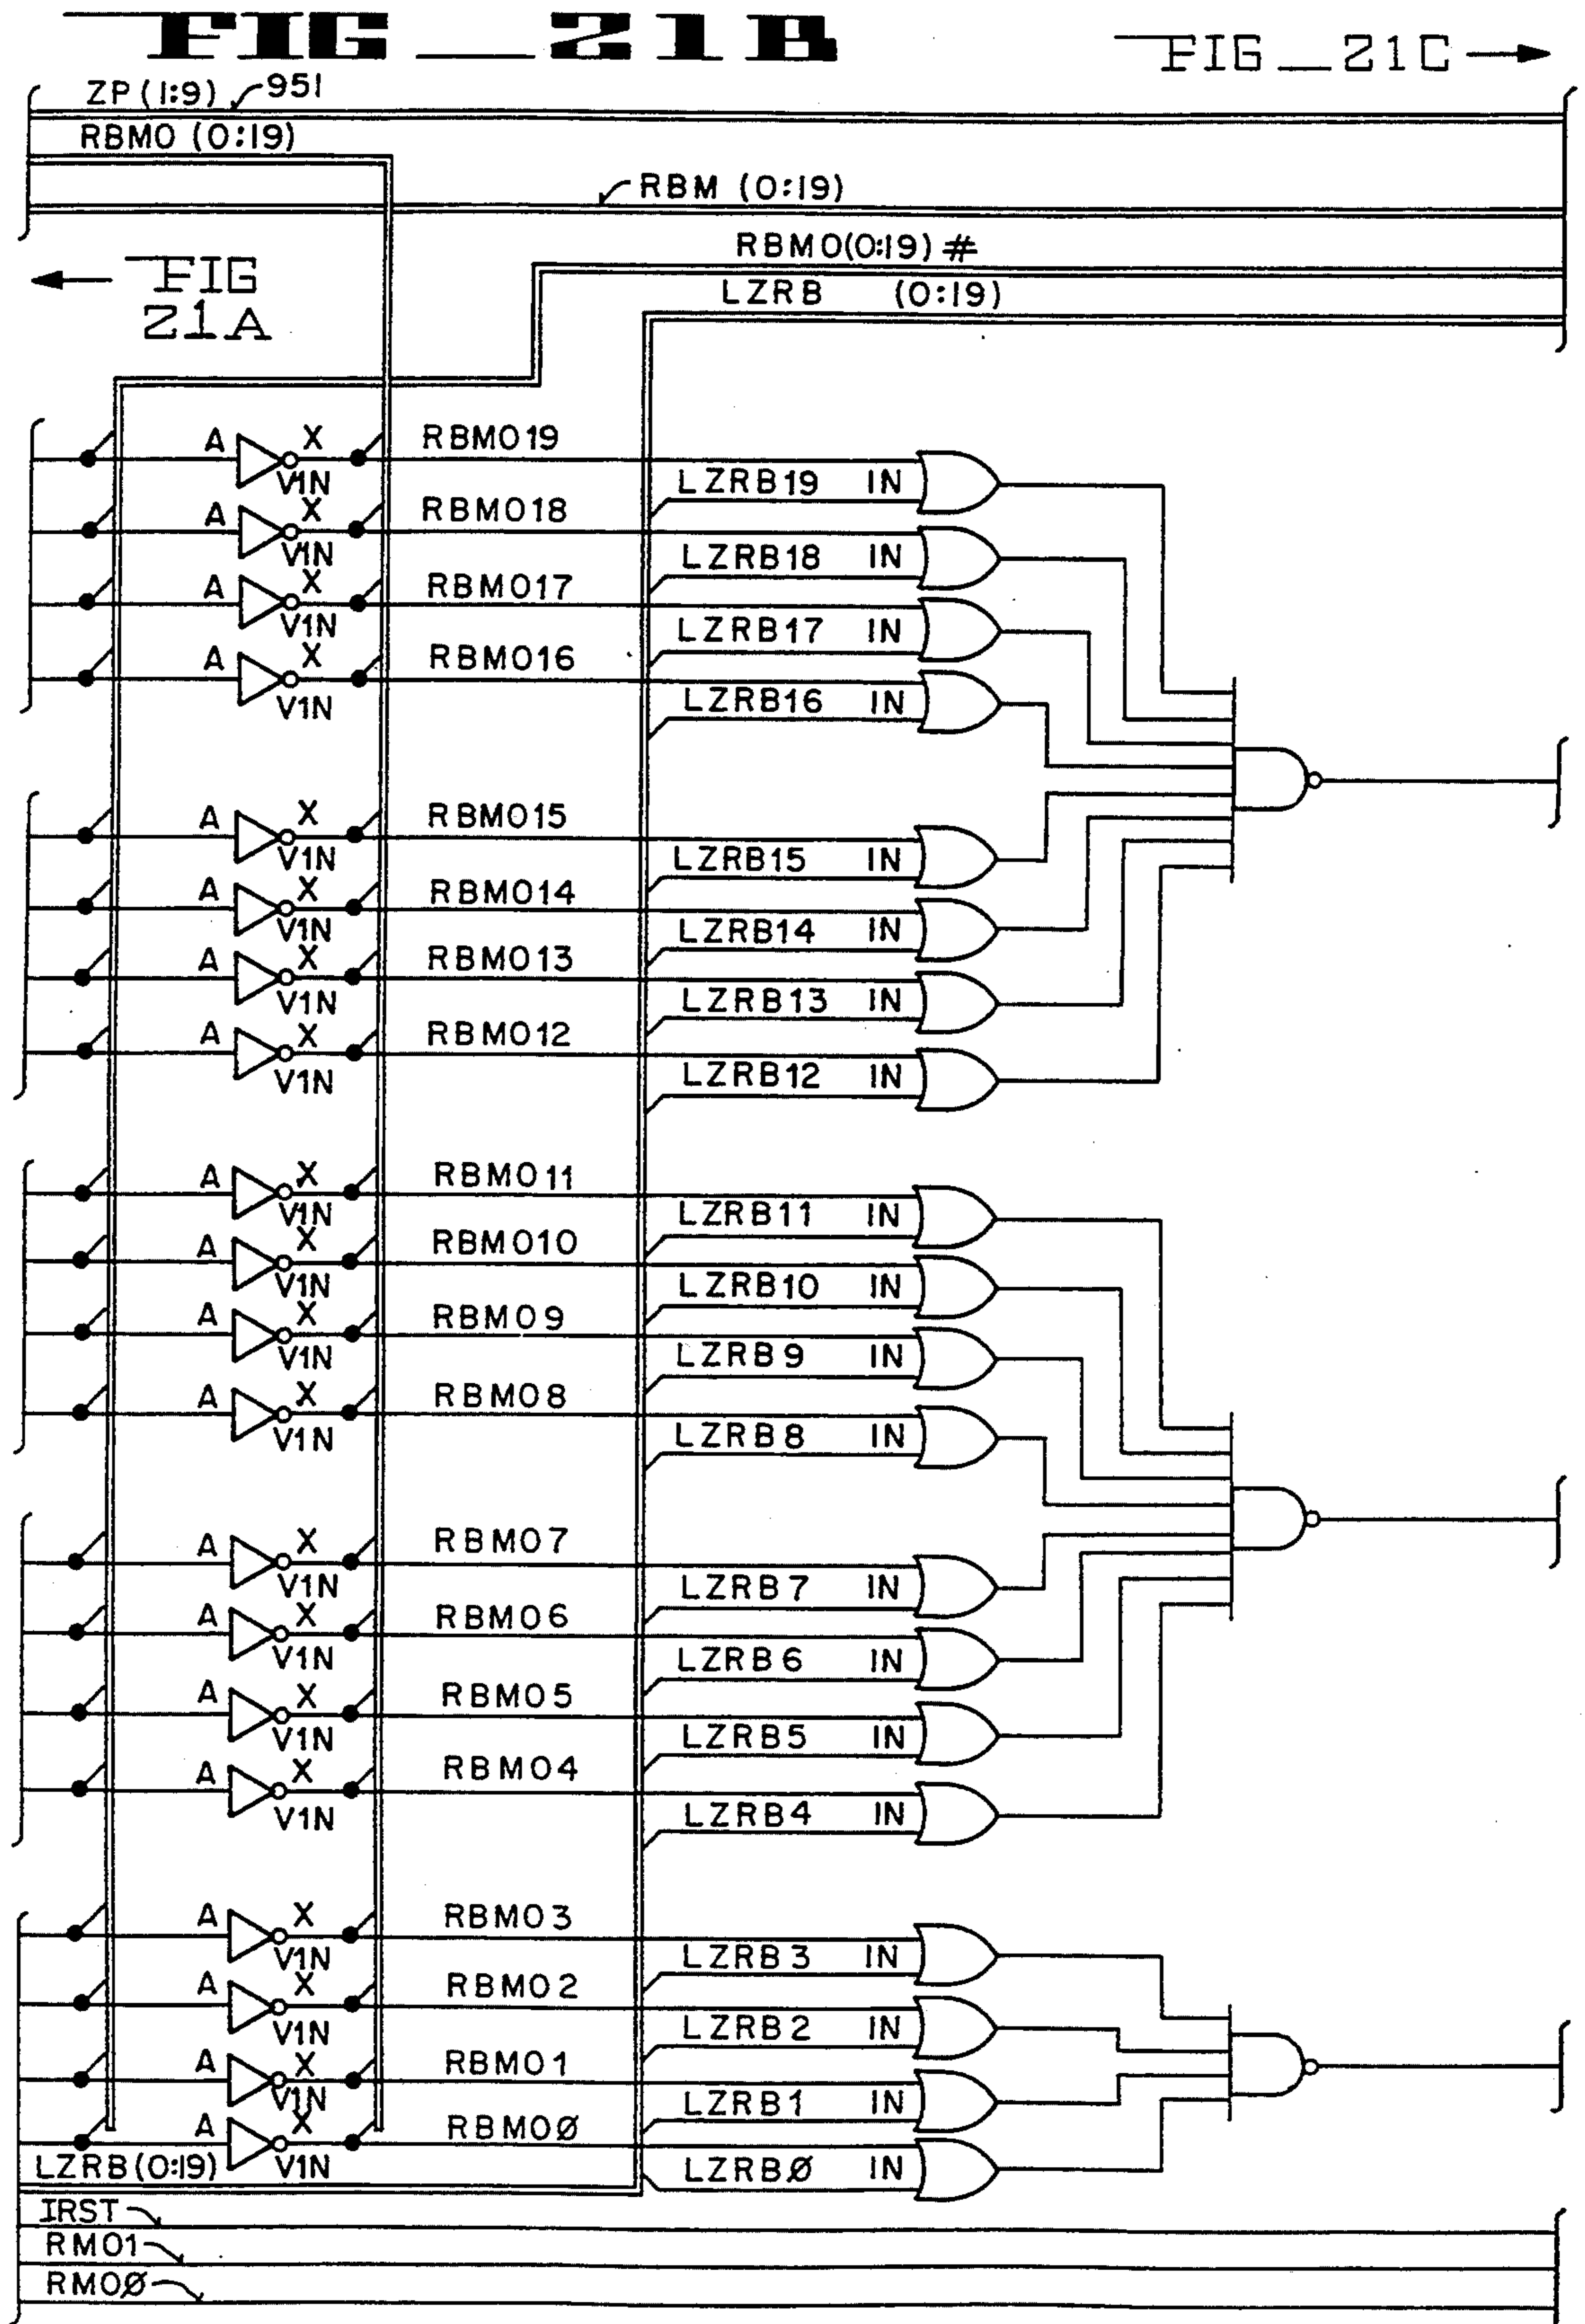 FIG_21B
FIG_21C
ZP (1:9) 951
RBMO (0:19)
RBM (0:19)
RBMO(0:19) #
LZRB (0:19)
FIG
21A
A X V1N RBMO19
LZRB19 IN
A X V1N RBMO18
LZRB18 IN
A X V1N RBMO17
LZRB17 IN
A X V1N RBMO16
LZRB16 IN
A X V1N RBMO15
LZRB15 IN
A X V1N RBMO14
LZRB14 IN
A X V1N RBMO13
LZRB13 IN
A X V1N RBMO12
LZRB12 IN
A X V1N RBMO11
LZRB11 IN
A X V1N RBMO10
LZRB10 IN
A X V1N RBMO9
LZRB9 IN
A X V1N RBMO8
LZRB8 IN
A X V1N RBMO7
LZRB7 IN
A X V1N RBMO6
LZRB6 IN
A X V1N RBMO5
LZRB5 IN
A X V1N RBMO4
LZRB4 IN
A X V1N RBMO3
LZRB3 IN
A X V1N RBMO2
LZRB2 IN
A X V1N RBMO1
LZRB1 IN
A X V1N RBMOØ
LZRBØ IN
LZRB(0:19)
IRST
RMO1
RMOØ